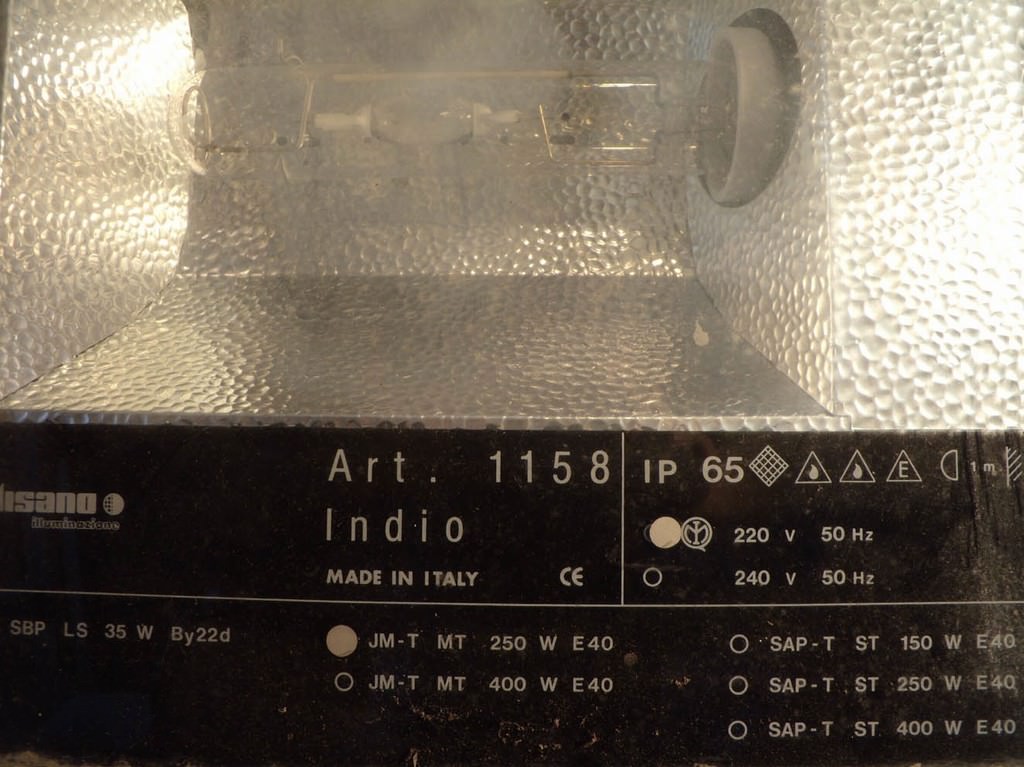 Art. 1158
Indio
MADE IN ITALY CE
illuminazione
IP 65 E 1 m
220 V 50 Hz
240 V 50 Hz
SBP LS 35 W By22d
JM-T MT 250 W E40
JM-T MT 400 W E40
SAP-T ST 150 W E40
SAP-T ST 250 W E40
SAP-T ST 400 W E40